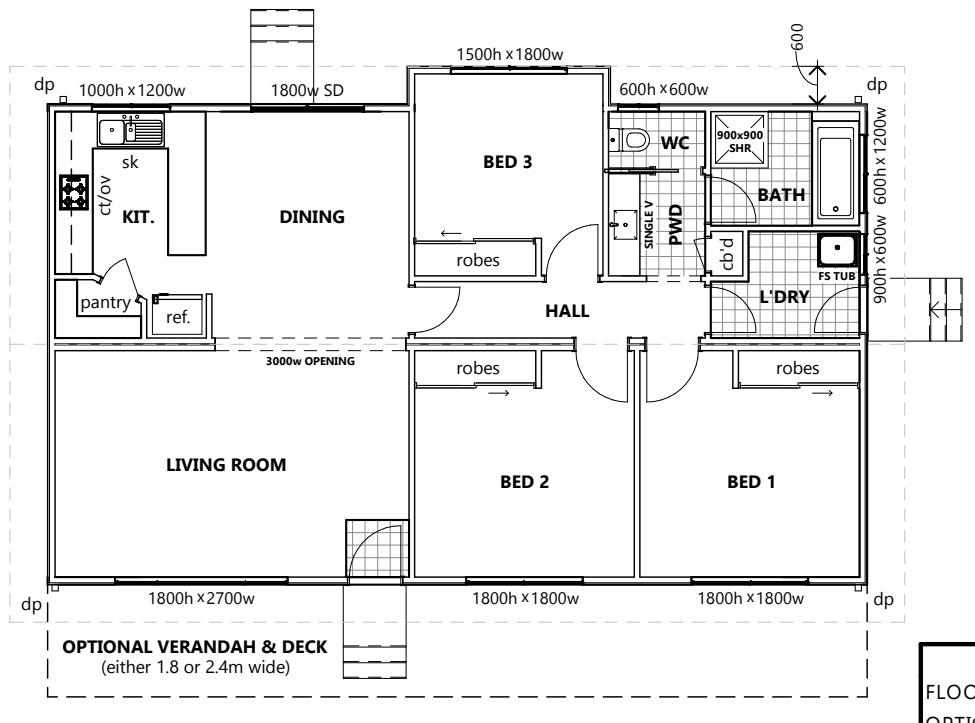 600
1500h x 1800w
dp
1000h x 1200w
1800w SD
600h x 600w
dp
sk
ct/ov
KIT.
DINING
BED 3
WC
900x900
SHR
BATH
600h x 1200w
SINGLE V
PWD
robes
cb'd
FS TUB
900h x 600w
pantry
ref.
HALL
L'DRY
3000w OPENING
robes
robes
LIVING ROOM
BED 2
BED 1
dp
1800h x 2700w
1800h x 1800w
1800h x 1800w
dp
OPTIONAL VERANDAH & DECK
(either 1.8 or 2.4m wide)
FLOO